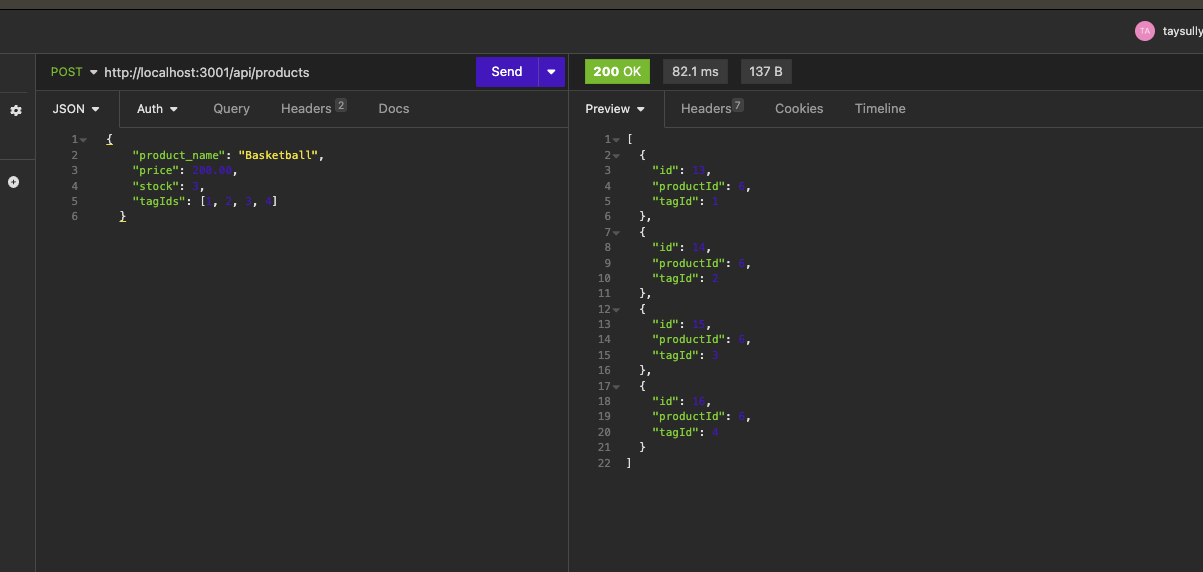 TA taysully
POST http://localhost:3001/api/products Send
200 OK 82.1 ms 137 B
JSON Auth Query Headers 2 Docs
Preview Headers 7 Cookies Timeline
1 {
2 "product_name": "Basketball",
3 "price": 200.00,
4 "stock": 3,
5 "tagIds": [1, 2, 3, 4]
6 }
1 [
2 {
3 "id": 13,
4 "productId": 6,
5 "tagId": 1
6 },
7 {
8 "id": 14,
9 "productId": 6,
10 "tagId": 2
11 },
12 {
13 "id": 15,
14 "productId": 6,
15 "tagId": 3
16 },
17 {
18 "id": 16,
19 "productId": 6,
20 "tagId": 4
21 }
22 ]